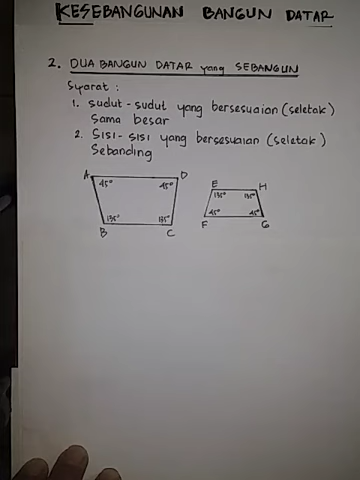 KESEBANGUNAN BANGUN DATAR
2. DUA BANGUN DATAR yang SEBANGUN
Syarat :
1. Sudut - sudut yang bersesuaian (seletak)
sama besar
2. Sisi - sisi yang bersesuaian (seletak)
Sebanding
A D
45° 45°
135° 135°
B C
E H
135° 135°
45° 45°
F G